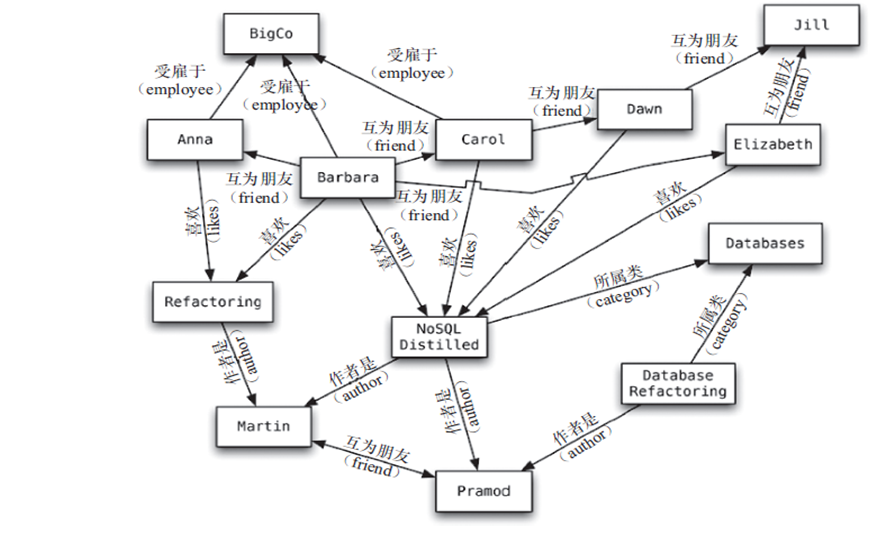 BigCo
Jill
受雇于
(employee)
受雇于
(employee)
受雇于
(employee)
互为朋友
(friend)
互为朋友
(friend)
互为朋友
(friend)
Anna
互为朋友
(friend)
Carol
Dawn
Elizabeth
Barbara
互为朋友
(friend)
互为朋友
(friend)
喜欢
(likes)
喜欢
(likes)
喜欢
(likes)
喜欢
(likes)
喜欢
(likes)
喜欢
(likes)
Databases
Refactoring
所属类
(category)
所属类
(category)
NoSQL
Distilled
作者是
(author)
作者是
(author)
作者是
(author)
Database
Refactoring
作者是
(author)
Martin
互为朋友
(friend)
Pramod